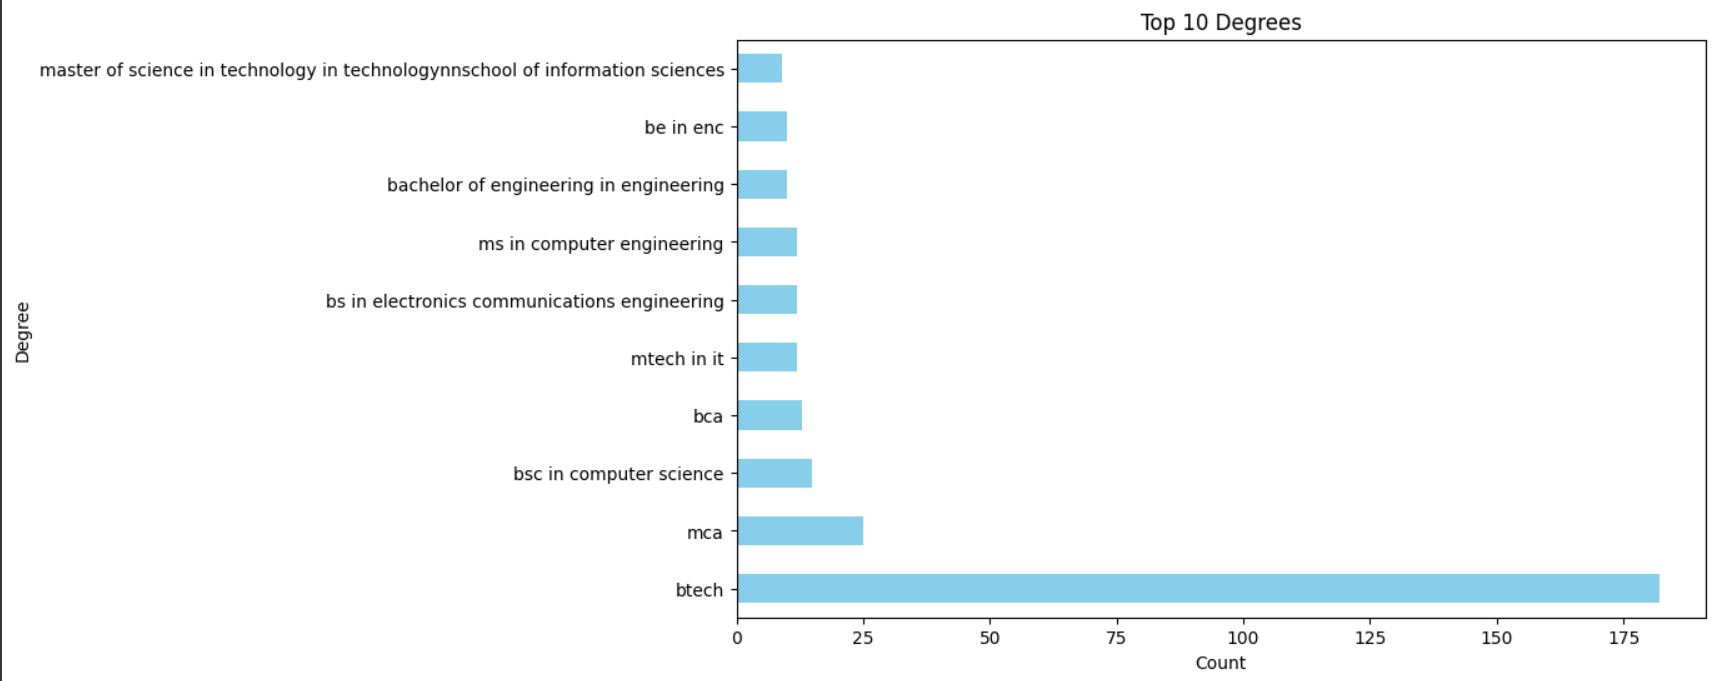 Top 10 Degrees
master of science in technology in technologynnschool of information sciences
be in enc
bachelor of engineering in engineering
ms in computer engineering
bs in electronics communications engineering
Degree
mtech in it
bca
bsc in computer science
mca
btech
0 25 50 75 100 125 150 175
Count